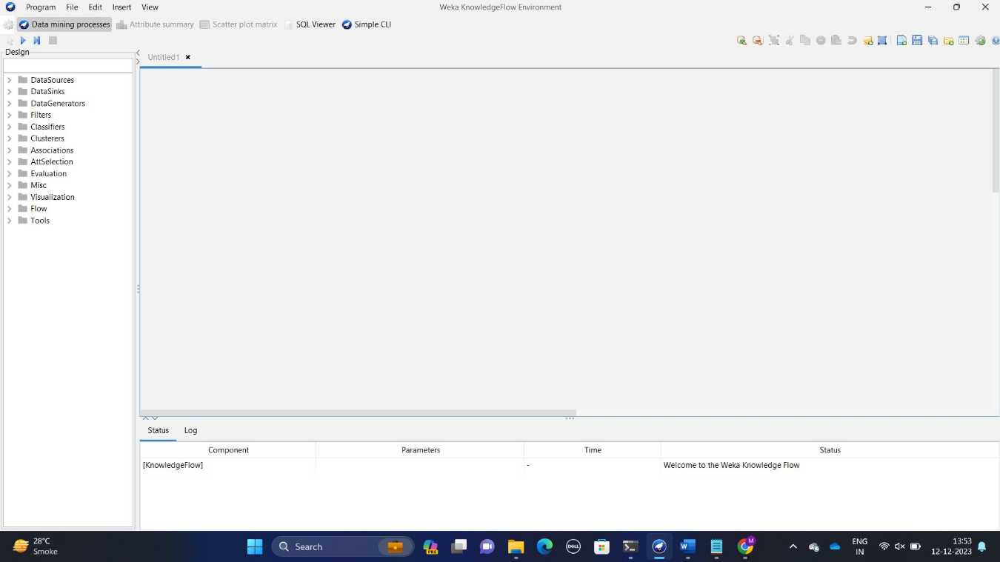 Program File Edit Insert View Weka KnowledgeFlow Environment
Data mining processes Attribute summary Scatter plot matrix SQL Viewer Simple CLI
Design
Untitled1
DataSources
DataSinks
DataGenerators
Filters
Classifiers
Clusterers
Associations
AttSelection
Evaluation
Misc
Visualization
Flow
Tools
Status Log
Component Parameters Time Status
[KnowledgeFlow] - Welcome to the Weka Knowledge Flow
28°C
Smoke
Search
PRE
DELL
M
ENG
IN
13:53
12-12-2023